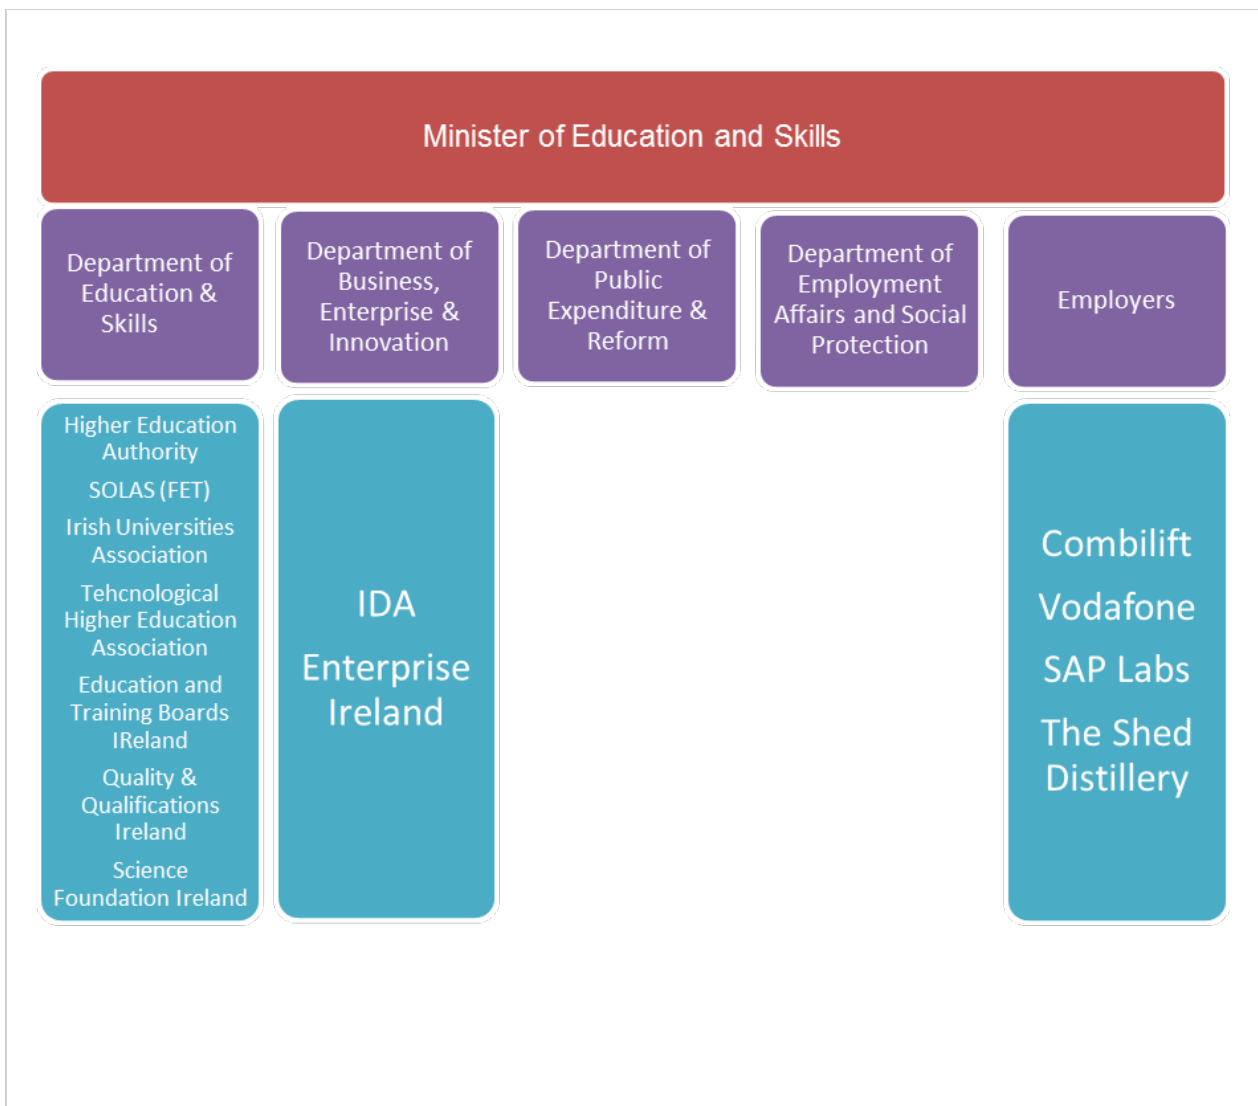 Minister of Education and Skills
Department of
Education &
Skills
Department of
Business,
Enterprise &
Innovation
Department of
Public
Expenditure &
Reform
Department of
Employment
Affairs and Social
Protection
Employers
Higher Education
Authority
SOLAS (FET)
Irish Universities
Association
Tehcnological
Higher Education
Association
Education and
Training Boards
IReland
Quality &
Qualifications
Ireland
Science
Foundation Ireland
IDA
Enterprise
Ireland
Combilift
Vodafone
SAP Labs
The Shed
Distillery